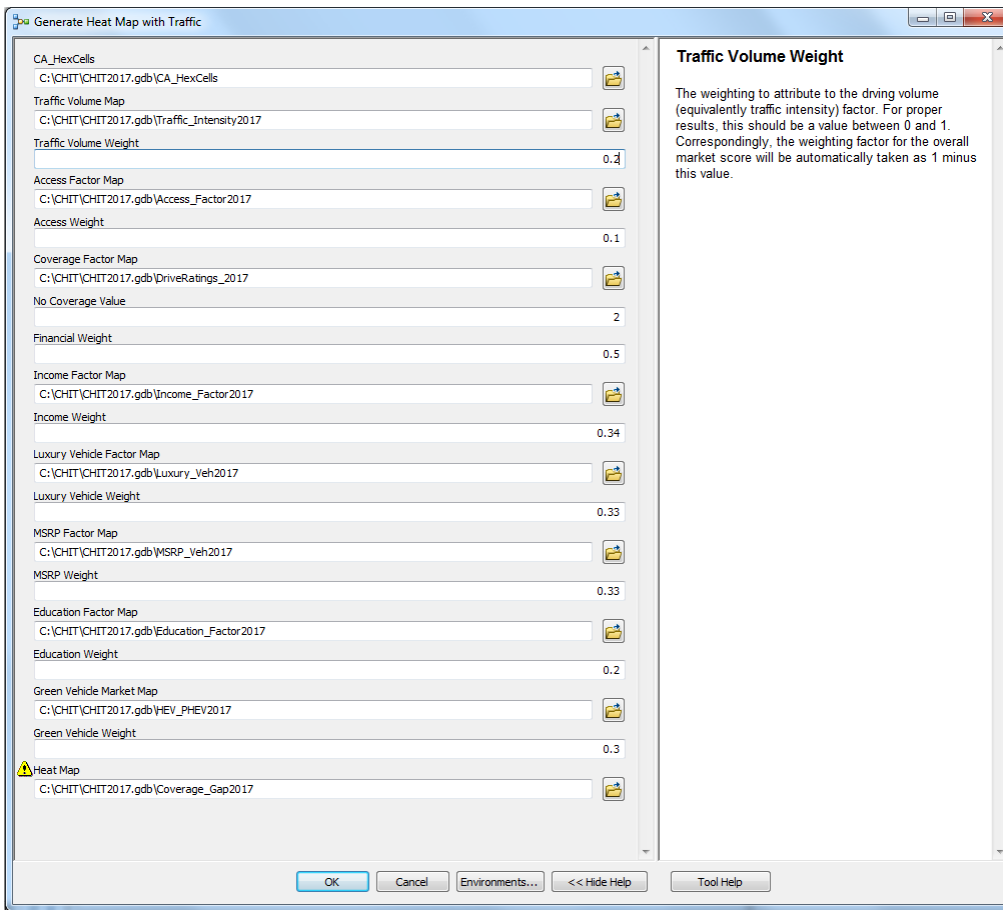 Generate Heat Map with Traffic
CA_HexCells
C:\CHIT\CHIT2017.gdb\CA_HexCells
Traffic Volume Map
C:\CHIT\CHIT2017.gdb\Traffic_Intensity2017
Traffic Volume Weight
0.2
Access Factor Map
C:\CHIT\CHIT2017.gdb\Access_Factor2017
Access Weight
0.1
Coverage Factor Map
C:\CHIT\CHIT2017.gdb\DriveRatings_2017
No Coverage Value
2
Financial Weight
0.5
Income Factor Map
C:\CHIT\CHIT2017.gdb\Income_Factor2017
Income Weight
0.34
Luxury Vehicle Factor Map
C:\CHIT\CHIT2017.gdb\Luxury_Veh2017
Luxury Vehicle Weight
0.33
MSRP Factor Map
C:\CHIT\CHIT2017.gdb\MSRP_Veh2017
MSRP Weight
0.33
Education Factor Map
C:\CHIT\CHIT2017.gdb\Education_Factor2017
Education Weight
0.2
Green Vehicle Market Map
C:\CHIT\CHIT2017.gdb\HEV_PHEV2017
Green Vehicle Weight
0.3
Heat Map
C:\CHIT\CHIT2017.gdb\Coverage_Gap2017
Traffic Volume Weight
The weighting to attribute to the drving volume
(equivalently traffic intensity) factor. For proper
results, this should be a value between 0 and 1.
Correspondingly, the weighting factor for the overall
market score will be automatically taken as 1 minus
this value.
OK Cancel Environments... << Hide Help Tool Help